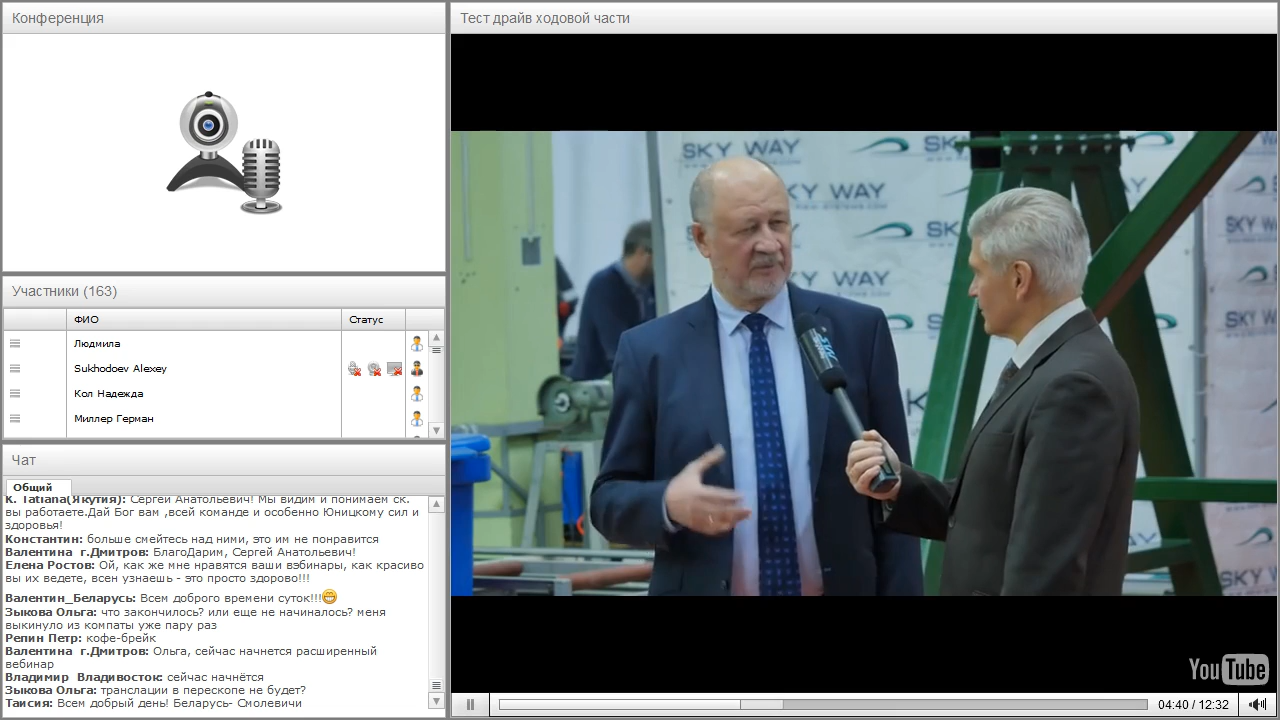 Конференция
Тест драйв ходовой части
Участники (163)
ФИО
Статус
Людмила
Sukhodoev Alexey
Кол Надежда
Миллер Герман
Чат
Общий
K. Tatiana(Якутия): Сергей Анатольевич! Мы видим и понимаем ск.
вы работаете.Дай Бог вам ,всей команде и особенно Юницкому сил и
здоровья!
Константин: больше смейтесь над ними, это им не понравится
Валентина г.Дмитров: БлагоДарим, Сергей Анатольевич!
Елена Ростов: Ой, как же мне нравятся ваши вэбинары, как красиво
вы их ведете, всен узнаешь - это просто здорово!!!
Валентин_Беларусь: Всем доброго времени суток!!!
Зыкова Ольга: что закончилось? или еще не начиналось? меня
выкинуло из компаты уже пару раз
Репин Петр: кофе-брейк
Валентина г.Дмитров: Ольга, сейчас начнется расширенный
вебинар
Владимир Владивосток: сейчас начнётся
Зыкова Ольга: транслации в перескопе не будет?
Таисия: Всем добрый день! Беларусь- Смолевичи
SKY WAY
SKY WAY
SKY WAY
SKY WAY
SKY WAY
SW
YouTube
04:40 / 12:32